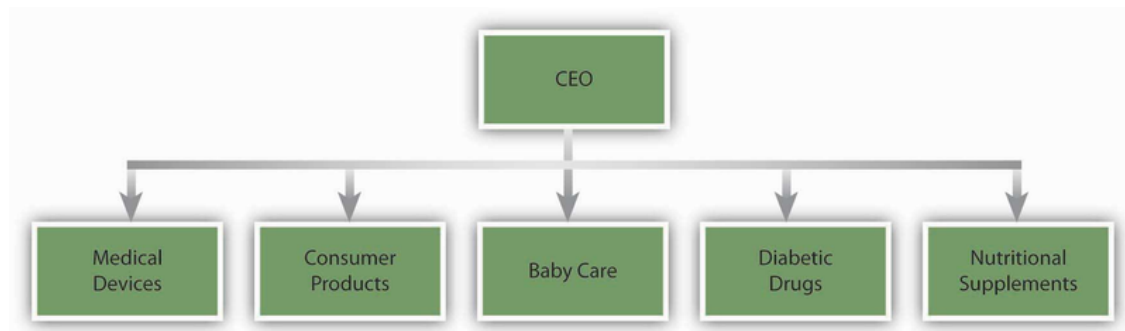 CEO
Medical
Devices
Consumer
Products
Baby Care
Diabetic
Drugs
Nutritional
Supplements